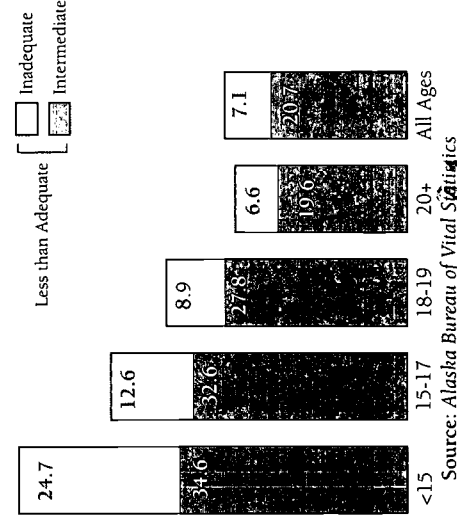 Less than Adequate
Inadequate
Intermediate
24.7
34.6
12.6
32.6
8.9
27.8
6.6
19.6
7.1
20.7
<15
15-17
18-19
20+
All Ages
Source: Alaska Bureau of Vital Statistics